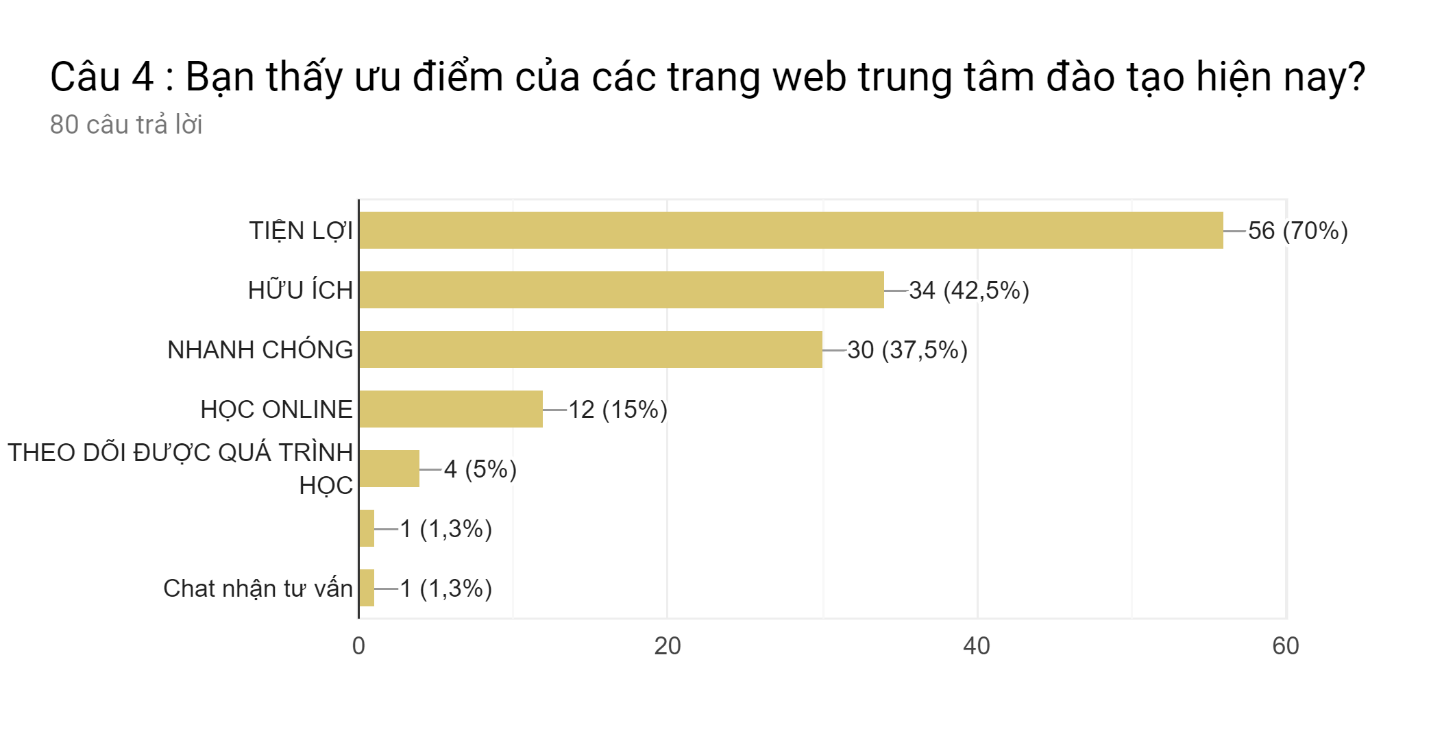 Câu 4 : Bạn thấy ưu điểm của các trang web trung tâm đào tạo hiện nay?
80 câu trả lời
TIỆN LỢI
56 (70%)
HỮU ÍCH
34 (42,5%)
NHANH CHÓNG
30 (37,5%)
HỌC ONLINE
12 (15%)
THEO DÕI ĐƯỢC QUÁ TRÌNH
HỌC
4 (5%)
1 (1,3%)
Chat nhận tư vấn
1 (1,3%)
0
20
40
60